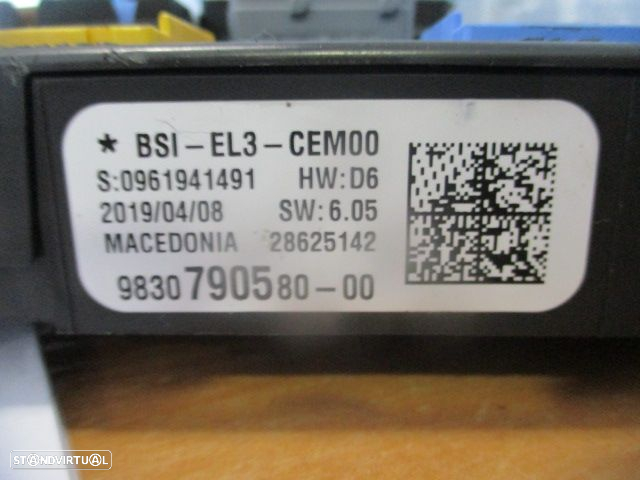 * BSI-EL3-CEM00
S:0961941491 HW:D6
2019/04/08 SW:6.05
MACEDONIA 28625142
9830790580-00
STANDVIRTUAL